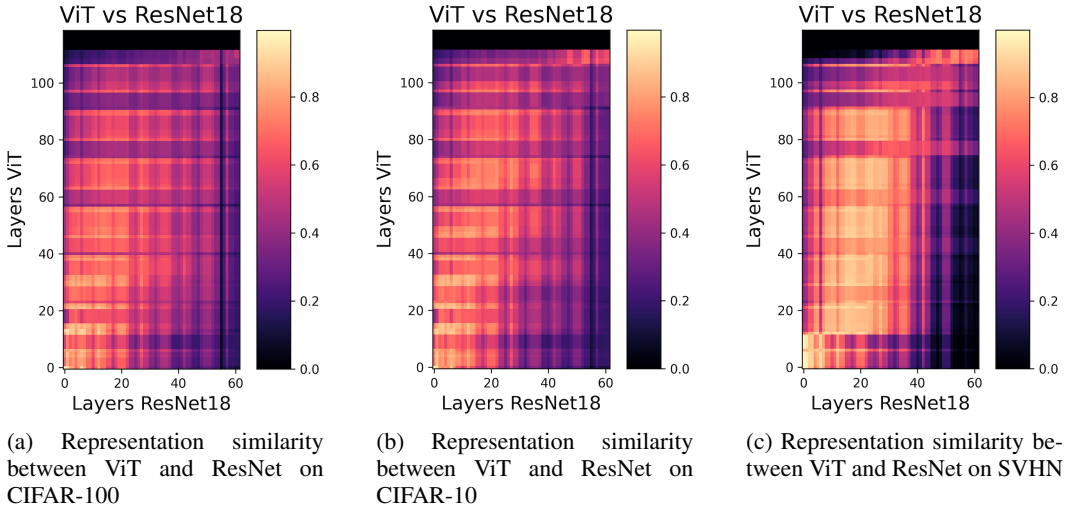 ViT vs ResNet18
100
80
60
40
20
0
0
20
40
60
0.8
0.6
0.4
0.2
0.0
Layers ViT
Layers ResNet18
(a) Representation similarity
between ViT and ResNet on
CIFAR-100
ViT vs ResNet18
100
80
60
40
20
0
0
20
40
60
0.8
0.6
0.4
0.2
0.0
Layers ViT
Layers ResNet18
(b) Representation similarity
between ViT and ResNet on
CIFAR-10
ViT vs ResNet18
100
80
60
40
20
0
0
20
40
60
0.8
0.6
0.4
0.2
0.0
Layers ViT
Layers ResNet18
(c) Representation similarity be-
tween ViT and ResNet on SVHN